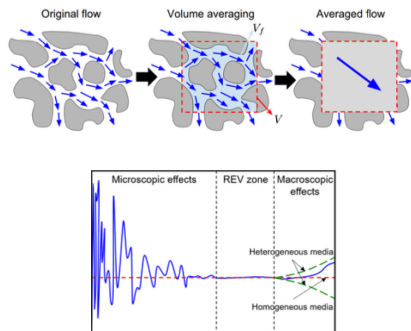 Original flow
Volume averaging
Averaged flow
V_f
V
Microscopic effects
REV zone
Macroscopic
effects
Heterogeneous media
Homogeneous media